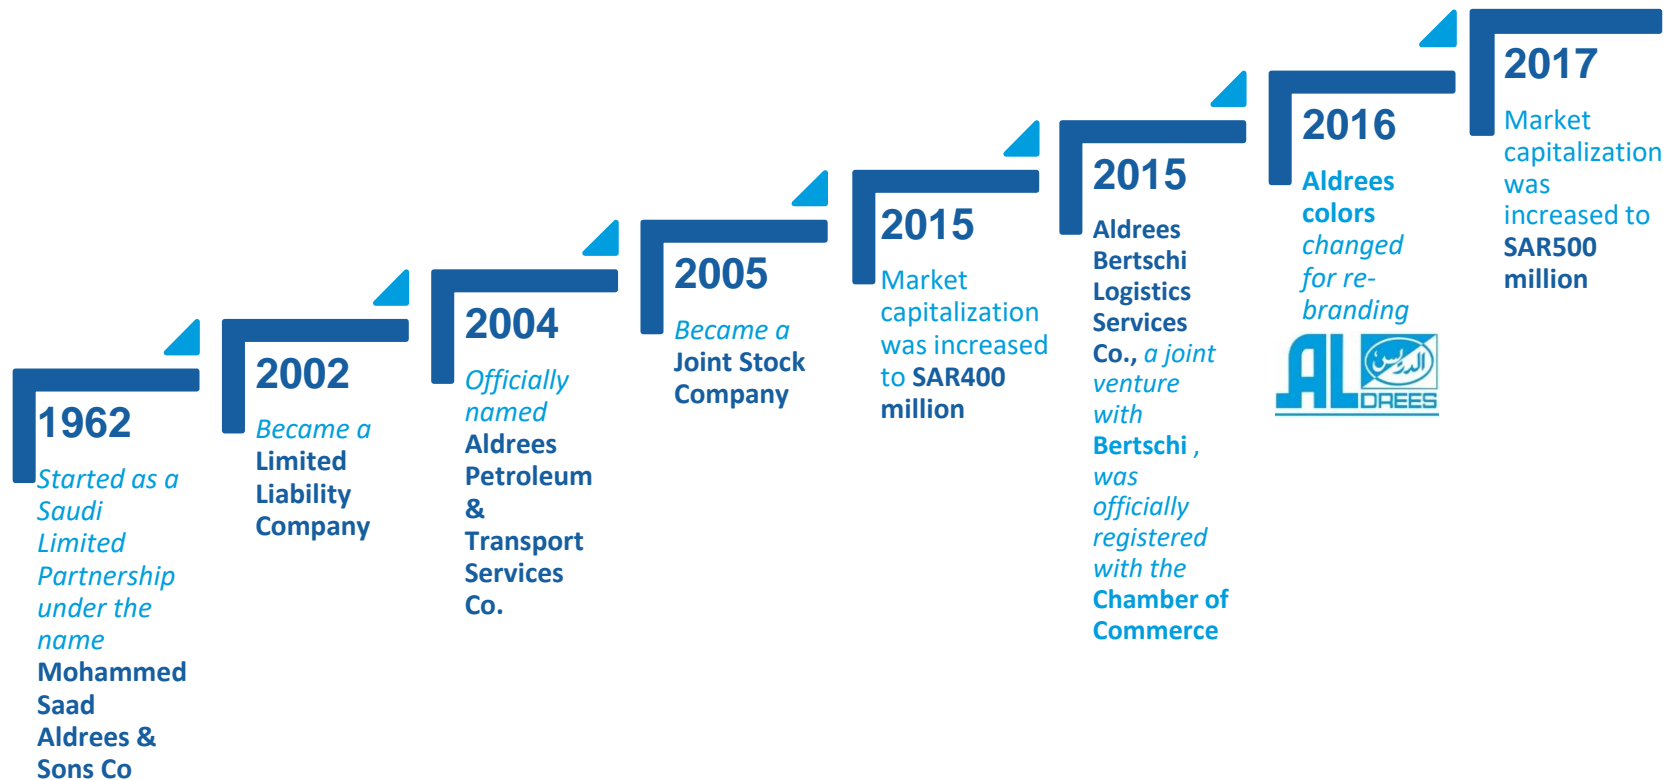 1962
Started as a
Saudi
Limited
Partnership
under the
name
Mohammed
Saad
Aldrees &
Sons Co
2002
Became a
Limited
Liability
Company
2004
Officially
named
Aldrees
Petroleum
&
Transport
Services
Co.
2005
Became a
Joint Stock
Company
2015
Market
capitalization
was increased
to SAR400
million
2015
Aldrees
Bertschi
Logistics
Services
Co., a joint
venture
with
Bertschi ,
was
officially
registered
with the
Chamber of
Commerce
2016
Aldrees
colors
changed
for re-
branding
AL
الدريس
DREES
2017
Market
capitalization
was
increased to
SAR500
million